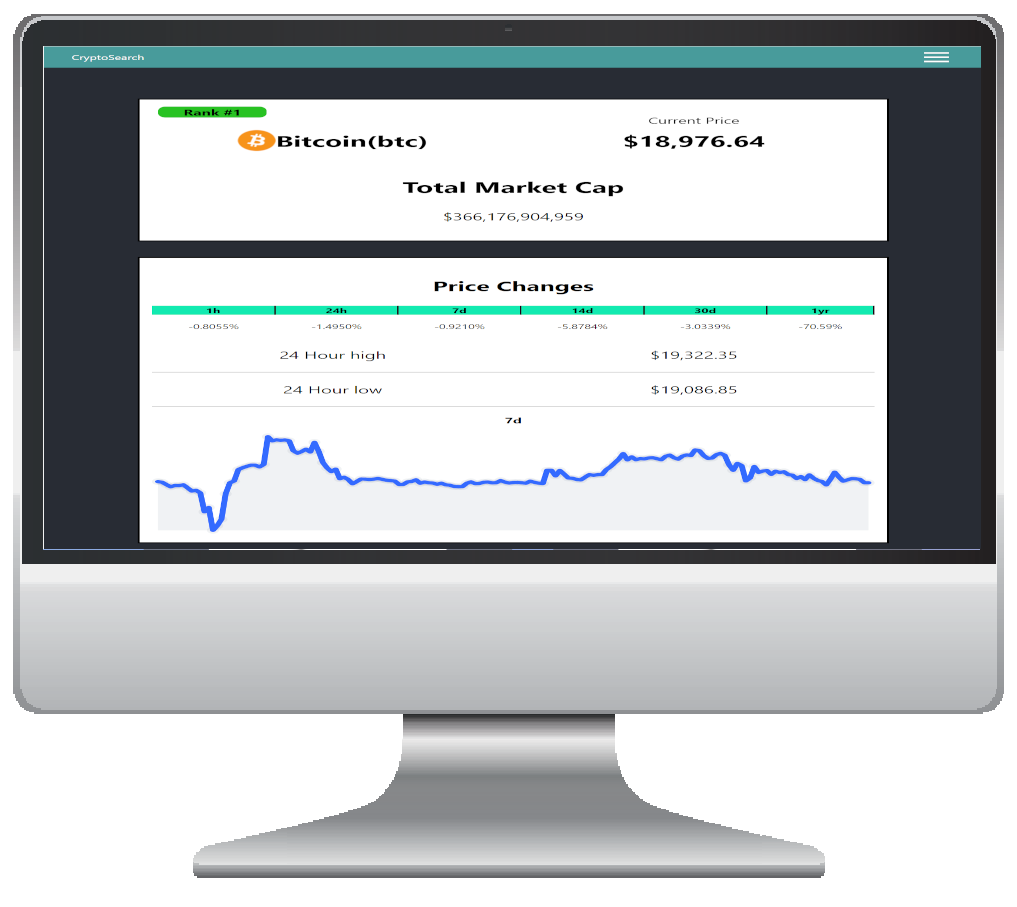 CryptoSearch
Rank #1
Bitcoin(btc)
Current Price
$18,976.64
Total Market Cap
$366,176,904,959
Price Changes
1h 24h 7d 14d 30d 1yr
-0.8055% -1.4950% -0.9210% -5.8784% -3.0339% -70.59%
24 Hour high $19,322.35
24 Hour low $19,086.85
7d